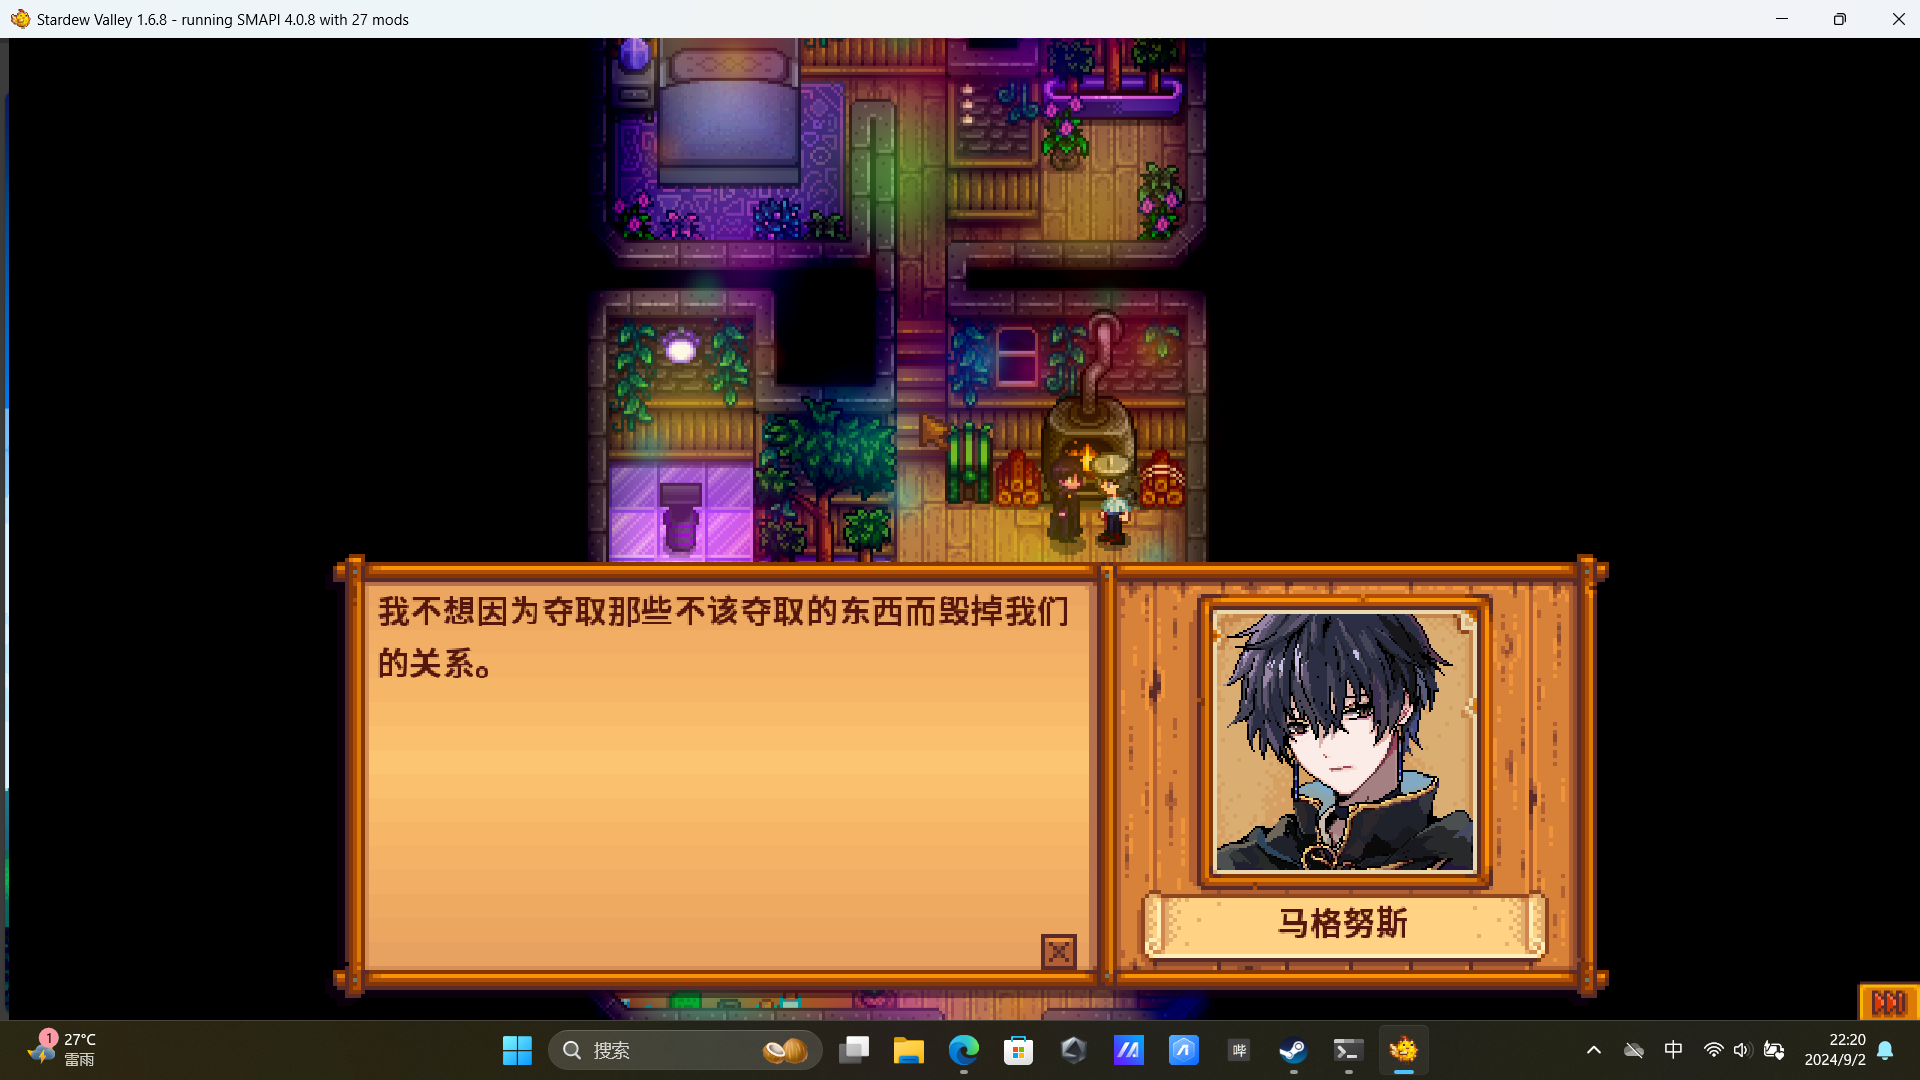 Stardew Valley 1.6.8 - running SMAPI 4.0.8 with 27 mods
我不想因为夺取那些不该夺取的东西而毁掉我们
的关系。
马格努斯
1
27°C
雷雨
搜索
哔
中
22:20
2024/9/2